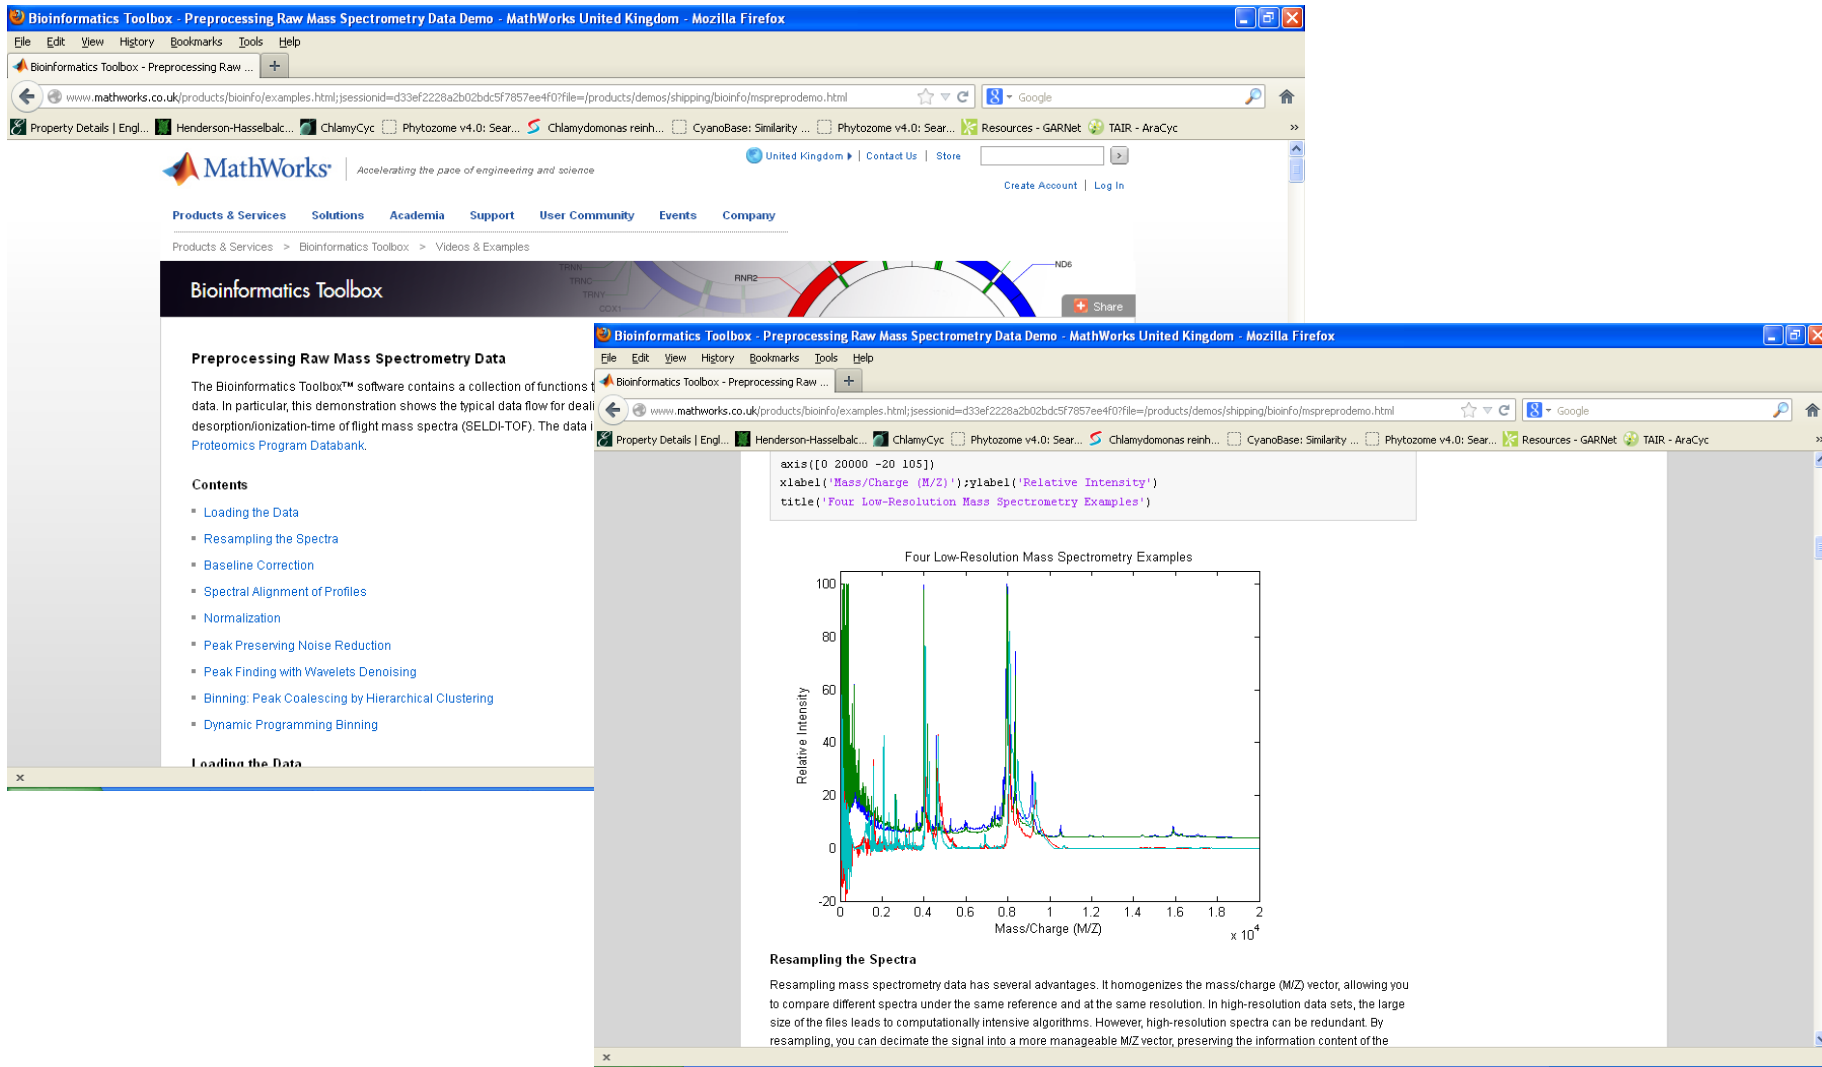 Bioinformatics Toolbox - Preprocessing Raw Mass Spectrometry Data Demo - MathWorks United Kingdom - Mozilla Firefox
File Edit View History Bookmarks Tools Help
Bioinformatics Toolbox - Preprocessing Raw ... +
www.mathworks.co.uk/products/bioinfo/examples.html;jsessionid=d33ef2228a2b02bdc5f7857ee4f0?file=/products/demos/shipping/bioinfo/mspreprodemo.html Google
Property Details | Engl... Henderson-Hasselbalc... ChlamyCyc Phytozome v4.0: Sear... Chlamydomonas reinh... CyanoBase: Similarity ... Phytozome v4.0: Sear... Resources - GARNet TAIR - AraCyc »
MathWorks® Accelerating the pace of engineering and science
United Kingdom | Contact Us | Store
Create Account | Log In
Products & Services Solutions Academia Support User Community Events Company
Products & Services > Bioinformatics Toolbox > Videos & Examples
Bioinformatics Toolbox
TRNN
TRNC
TRNY
COX1
RNR2
ND6
Share
Preprocessing Raw Mass Spectrometry Data
The Bioinformatics Toolbox™ software contains a collection of functions
data. In particular, this demonstration shows the typical data flow for deali
desorption/ionization-time of flight mass spectra (SELDI-TOF). The data i
Proteomics Program Databank.
Contents
Loading the Data
Resampling the Spectra
Baseline Correction
Spectral Alignment of Profiles
Normalization
Peak Preserving Noise Reduction
Peak Finding with Wavelets Denoising
Binning: Peak Coalescing by Hierarchical Clustering
Dynamic Programming Binning
Loading the Data
Bioinformatics Toolbox - Preprocessing Raw Mass Spectrometry Data Demo - MathWorks United Kingdom - Mozilla Firefox
File Edit View History Bookmarks Tools Help
Bioinformatics Toolbox - Preprocessing Raw ... +
www.mathworks.co.uk/products/bioinfo/examples.html;jsessionid=d33ef2228a2b02bdc5f7857ee4f0?file=/products/demos/shipping/bioinfo/mspreprodemo.html Google
Property Details | Engl... Henderson-Hasselbalc... ChlamyCyc Phytozome v4.0: Sear... Chlamydomonas reinh... CyanoBase: Similarity ... Phytozome v4.0: Sear... Resources - GARNet TAIR - AraCyc »
axis([0 20000 -20 105])
xlabel('Mass/Charge (M/Z)');ylabel('Relative Intensity')
title('Four Low-Resolution Mass Spectrometry Examples')
Four Low-Resolution Mass Spectrometry Examples
100
80
60
40
20
0
-20
Relative Intensity
0 0.2 0.4 0.6 0.8 1 1.2 1.4 1.6 1.8 2
Mass/Charge (M/Z)
x 10^4
Resampling the Spectra
Resampling mass spectrometry data has several advantages. It homogenizes the mass/charge (M/Z) vector, allowing you
to compare different spectra under the same reference and at the same resolution. In high-resolution data sets, the large
size of the files leads to computationally intensive algorithms. However, high-resolution spectra can be redundant. By
resampling, you can decimate the signal into a more manageable M/Z vector, preserving the information content of the